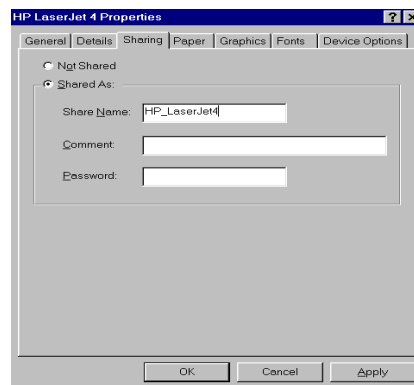 HP LaserJet 4 Properties ? ×
General Details Sharing Paper Graphics Fonts Device Options
Not Shared
Shared As:
Share Name: HP_LaserJet4
Comment:
Password:
OK Cancel Apply